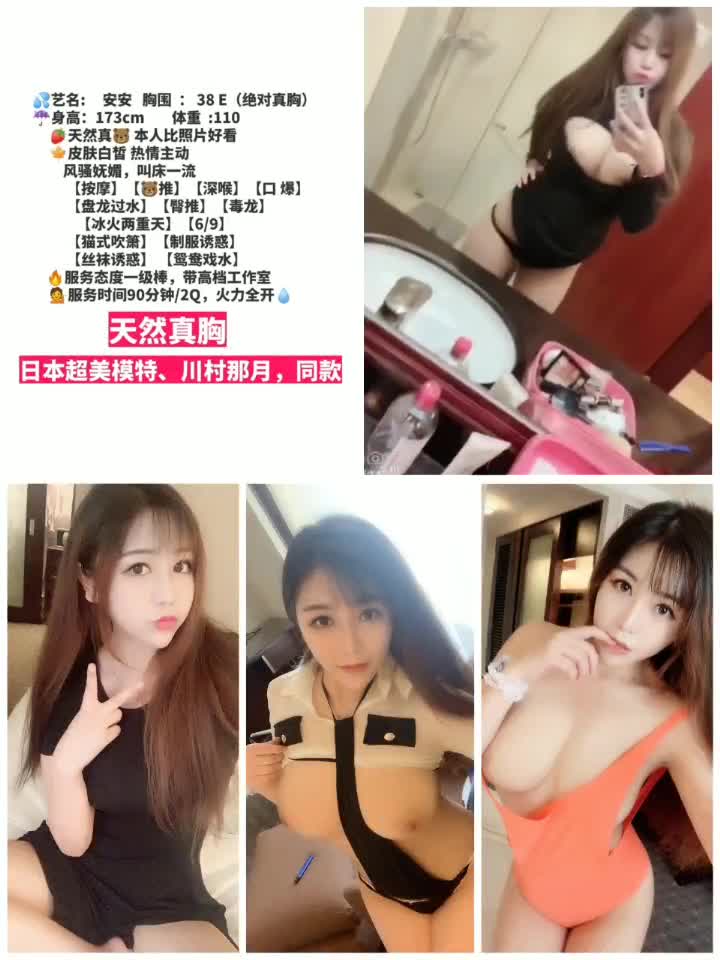 💦艺名: 安安 胸围 : 38 E（绝对真胸）
☔身高: 173cm 体重 :110
🍓天然真🐻 本人比照片好看
🍁皮肤白皙 热情主动
风骚妩媚，叫床一流
【按摩】【🐻推】【深喉】【口 爆】
【盘龙过水】【臀推】【毒龙】
【冰火两重天】【6/9】
【猫式吹箫】【制服诱惑】
【丝袜诱惑】【鸳鸯戏水】
🔥服务态度一级棒，带高档工作室
💁服务时间90分钟/2Q，火力全开💧
天然真胸
日本超美模特、川村那月，同款